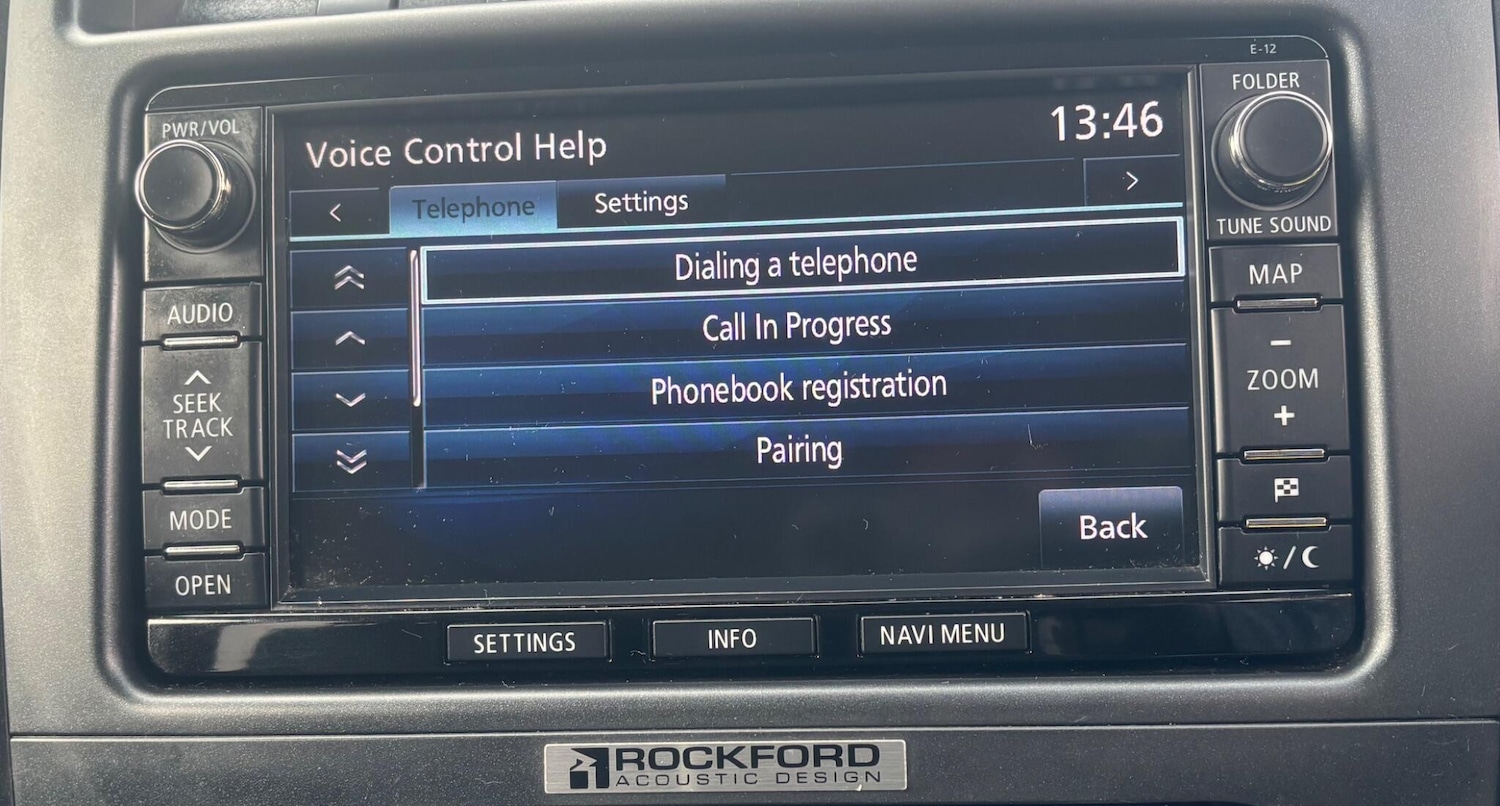 E-12
PWR/VOL
FOLDER
Voice Control Help
13:46
TUNE SOUND
Telephone
Settings
AUDIO
SEEK
TRACK
MODE
OPEN
Dialing a telephone
Call In Progress
Phonebook registration
Pairing
Back
MAP
−
ZOOM
+
SETTINGS
INFO
NAVI MENU
ROCKFORD
ACOUSTIC DESIGN